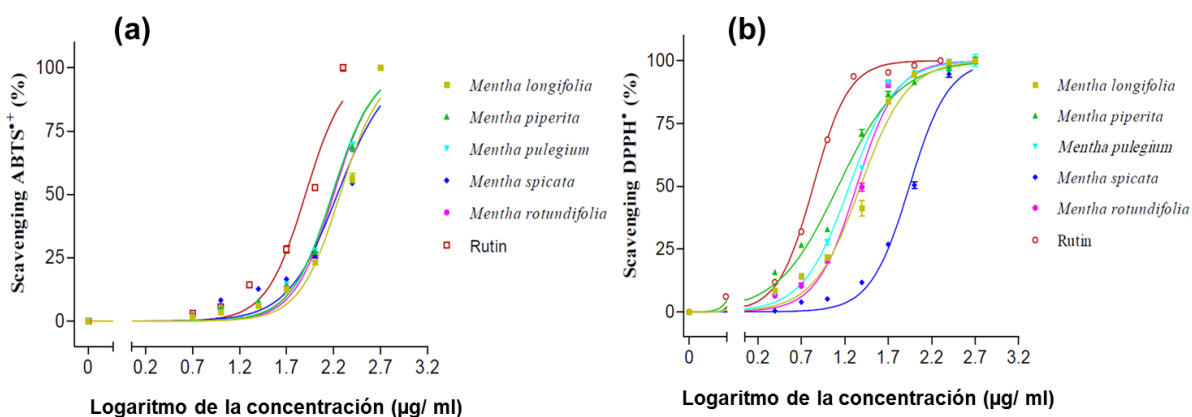 (a)
Scavenging ABTS•+ (%)
100
75
50
25
0
0 0.2 0.7 1.2 1.7 2.2 2.7 3.2
Logaritmo de la concentración (µg/ ml)
Mentha longifolia
Mentha piperita
Mentha pulegium
Mentha spicata
Mentha rotundifolia
Rutin
(b)
Scavenging DPPH• (%)
100
75
50
25
0
0 0.2 0.7 1.2 1.7 2.2 2.7 3.2
Logaritmo de la concentración (µg/ ml)
Mentha longifolia
Mentha piperita
Mentha pulegium
Mentha spicata
Mentha rotundifolia
Rutin